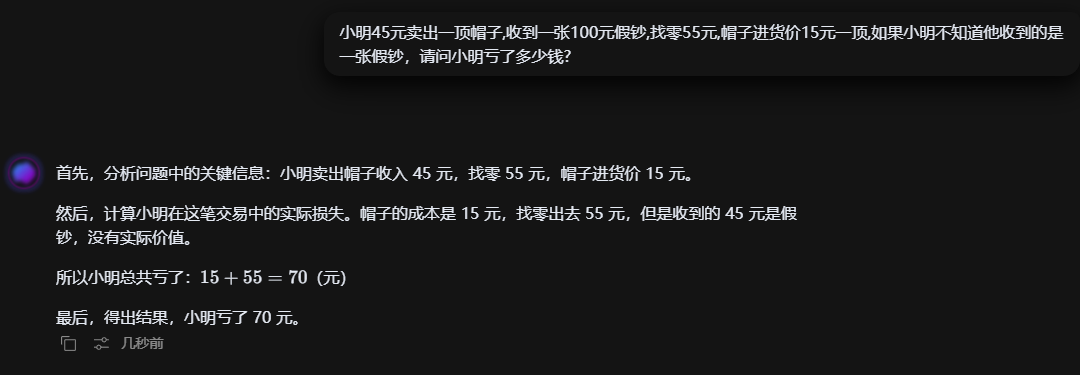 小明45元卖出一顶帽子,收到一张100元假钞,找零55元,帽子进货价15元一顶,如果小明不知道他收到的是
一张假钞，请问小明亏了多少钱?
首先，分析问题中的关键信息：小明卖出帽子收入 45 元，找零 55 元，帽子进货价 15 元。
然后，计算小明在这笔交易中的实际损失。帽子的成本是 15 元，找零出去 55 元，但是收到的 45 元是假
钞，没有实际价值。
所以小明总共亏了：15 + 55 = 70（元）
最后，得出结果，小明亏了 70 元。
几秒前